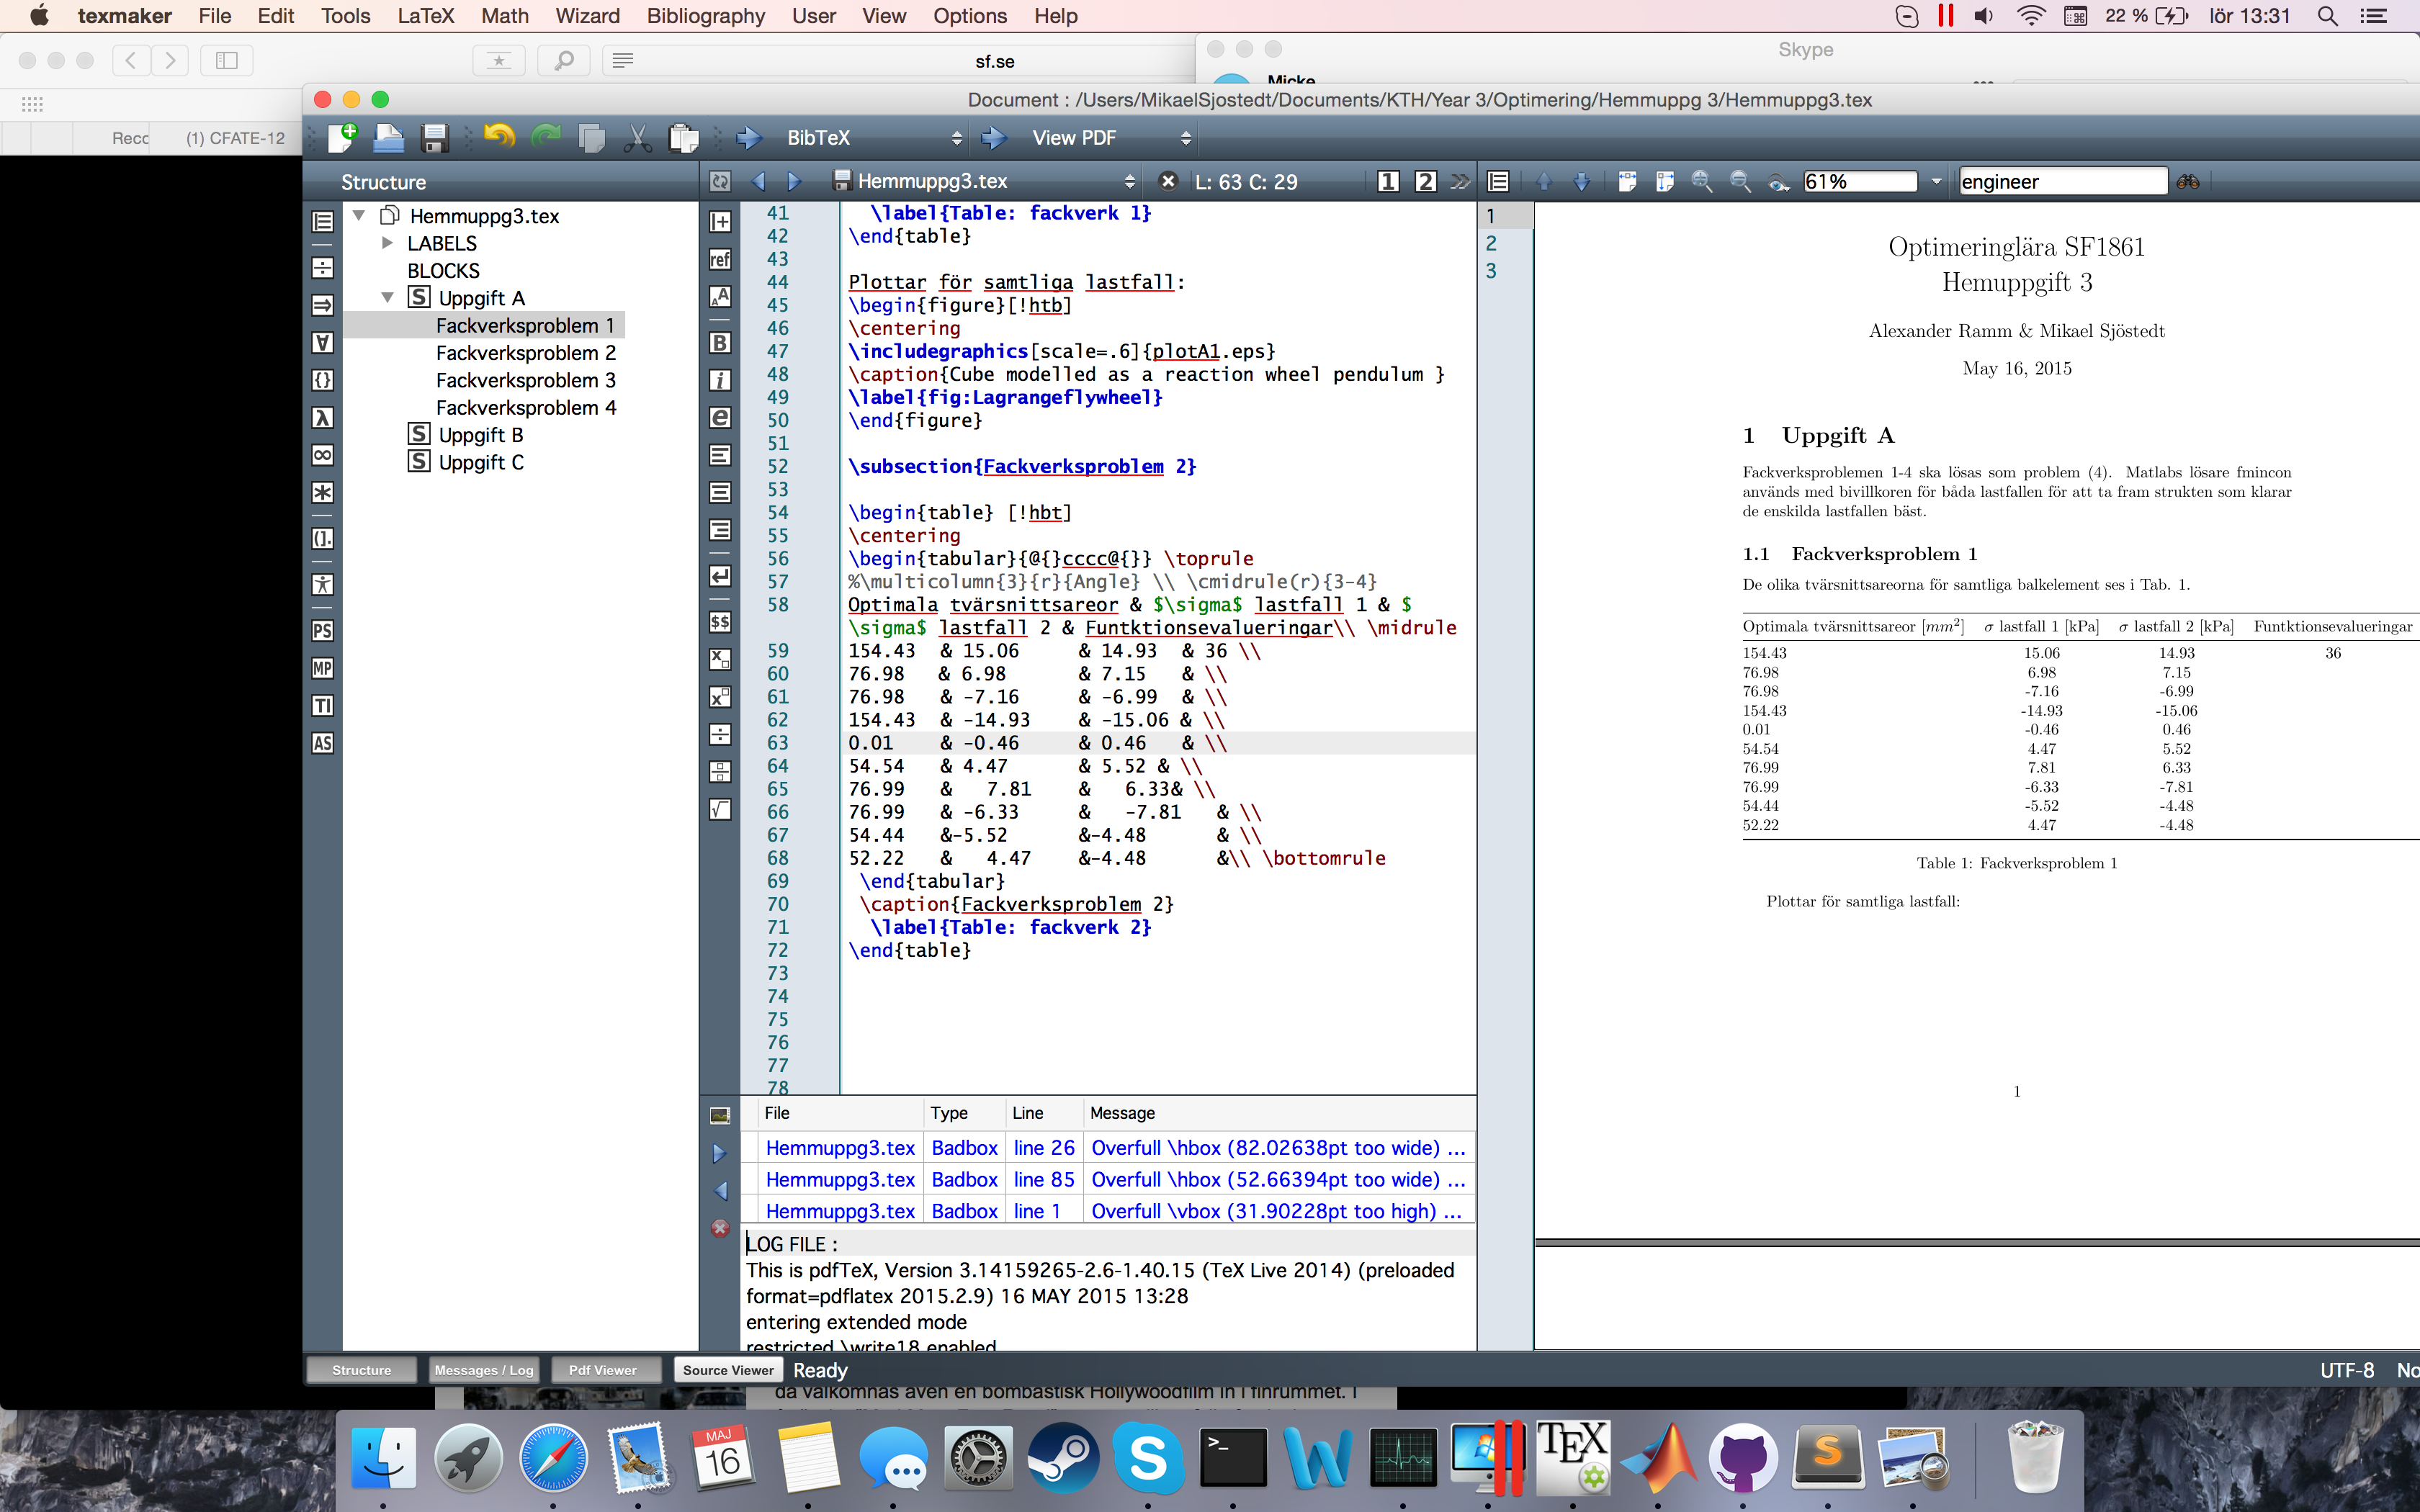 texmaker File Edit Tools LaTeX Math Wizard Bibliography User View Options Help 22 % lör 13:31
sf.se
Skype
Micke
(1) CFATE-12
Document : /Users/MikaelSjostedt/Documents/KTH/Year 3/Optimering/Hemmuppg 3/Hemmuppg3.tex
BibTeX View PDF
Structure Hemmuppg3.tex L: 63 C: 29 1 2 61% engineer
Hemmuppg3.tex
LABELS
BLOCKS
S Uppgift A
Fackverksproblem 1
Fackverksproblem 2
Fackverksproblem 3
Fackverksproblem 4
S Uppgift B
S Uppgift C
41 \label{Table: fackverk 1}
42 \end{table}
43
44 Plottar för samtliga lastfall:
45 \begin{figure}[!htb]
46 \centering
47 \includegraphics[scale=.6]{plotA1.eps}
48 \caption{Cube modelled as a reaction wheel pendulum }
49 \label{fig:Lagrangeflywheel}
50 \end{figure}
51
52 \subsection{Fackverksproblem 2}
53
54 \begin{table} [!hbt]
55 \centering
56 \begin{tabular}{@{}cccc@{}} \toprule
57 %\multicolumn{3}{r}{Angle} \\ \cmidrule(r){3-4}
58 Optimala tvärsnittsareor & $\sigma$ lastfall 1 & $
\sigma$ lastfall 2 & Funtktionsevalueringar\\ \midrule
59 154.43 & 15.06 & 14.93 & 36 \\
60 76.98 & 6.98 & 7.15 & \\
61 76.98 & -7.16 & -6.99 & \\
62 154.43 & -14.93 & -15.06 & \\
63 0.01 & -0.46 & 0.46 & \\
64 54.54 & 4.47 & 5.52 & \\
65 76.99 & 7.81 & 6.33& \\
66 76.99 & -6.33 & -7.81 & \\
67 54.44 &-5.52 &-4.48 & \\
68 52.22 & 4.47 &-4.48 &\\ \bottomrule
69 \end{tabular}
70 \caption{Fackverksproblem 2}
71 \label{Table: fackverk 2}
72 \end{table}
73
74
75
76
77
78
1
2
3
Optimeringlära SF1861
Hemuppgift 3
Alexander Ramm & Mikael Sjöstedt
May 16, 2015
1 Uppgift A
Fackverksproblemen 1-4 ska lösas som problem (4). Matlabs lösare fmincon
används med bivillkoren för båda lastfallen för att ta fram strukten som klarar
de enskilda lastfallen bäst.
1.1 Fackverksproblem 1
De olika tvärsnittsareorna för samtliga balkelement ses i Tab. 1.
Optimala tvärsnittsareor [mm²] σ lastfall 1 [kPa] σ lastfall 2 [kPa] Funtktionsevalueringar
154.43 15.06 14.93 36
76.98 6.98 7.15
76.98 -7.16 -6.99
154.43 -14.93 -15.06
0.01 -0.46 0.46
54.54 4.47 5.52
76.99 7.81 6.33
76.99 -6.33 -7.81
54.44 -5.52 -4.48
52.22 4.47 -4.48
Table 1: Fackverksproblem 1
Plottar för samtliga lastfall:
1
File Type Line Message
Hemmuppg3.tex Badbox line 26 Overfull \hbox (82.02638pt too wide) ...
Hemmuppg3.tex Badbox line 85 Overfull \hbox (52.66394pt too wide) ...
Hemmuppg3.tex Badbox line 1 Overfull \vbox (31.90228pt too high) ...
LOG FILE :
This is pdfTeX, Version 3.14159265-2.6-1.40.15 (TeX Live 2014) (preloaded
format=pdflatex 2015.2.9) 16 MAY 2015 13:28
entering extended mode
restricted \write18 enabled
Structure Messages / Log Pdf Viewer Source Viewer Ready UTF-8
då välkomnas även en bombastisk Hollywoodfilm in i finrummet. I
MAJ
16
TEX